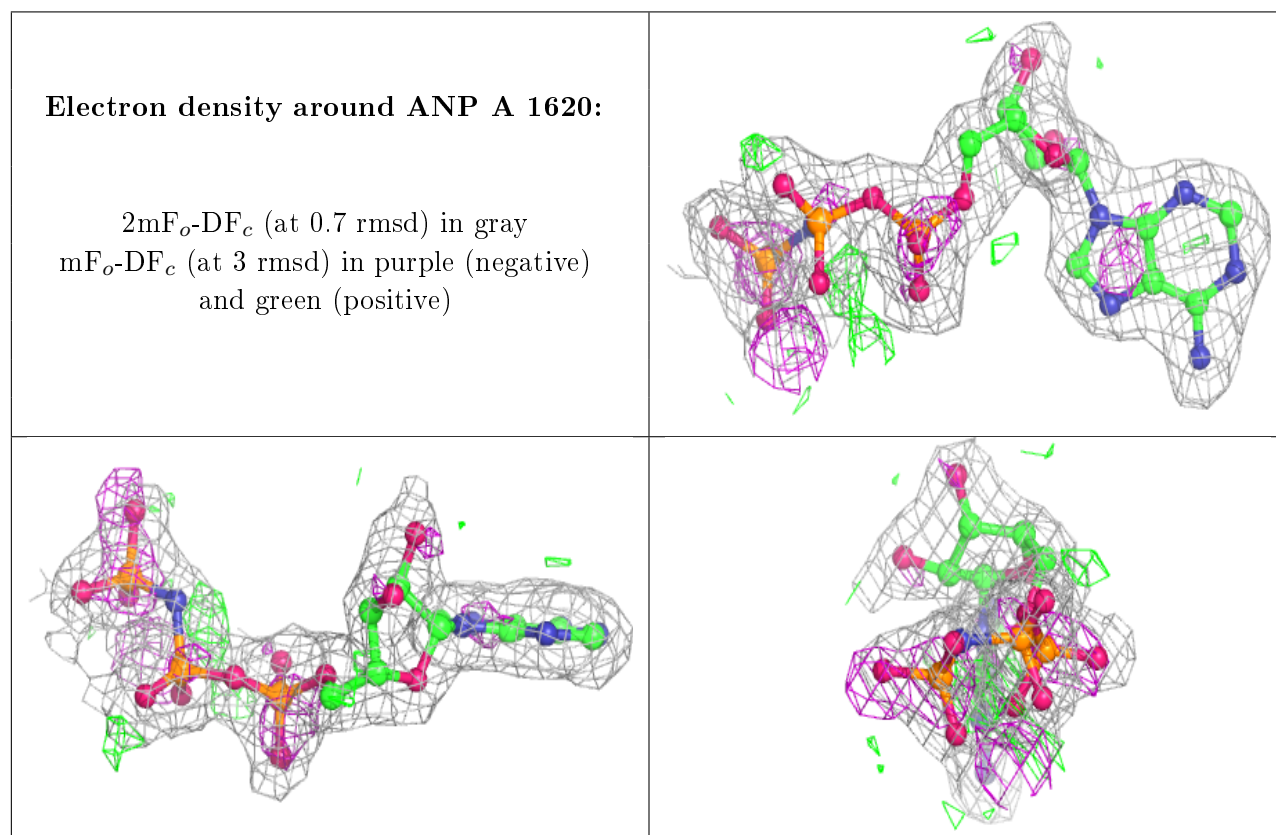 Electron density around ANP A 1620:
2mFo-DFc (at 0.7 rmsd) in gray
mFo-DFc (at 3 rmsd) in purple (negative)
and green (positive)